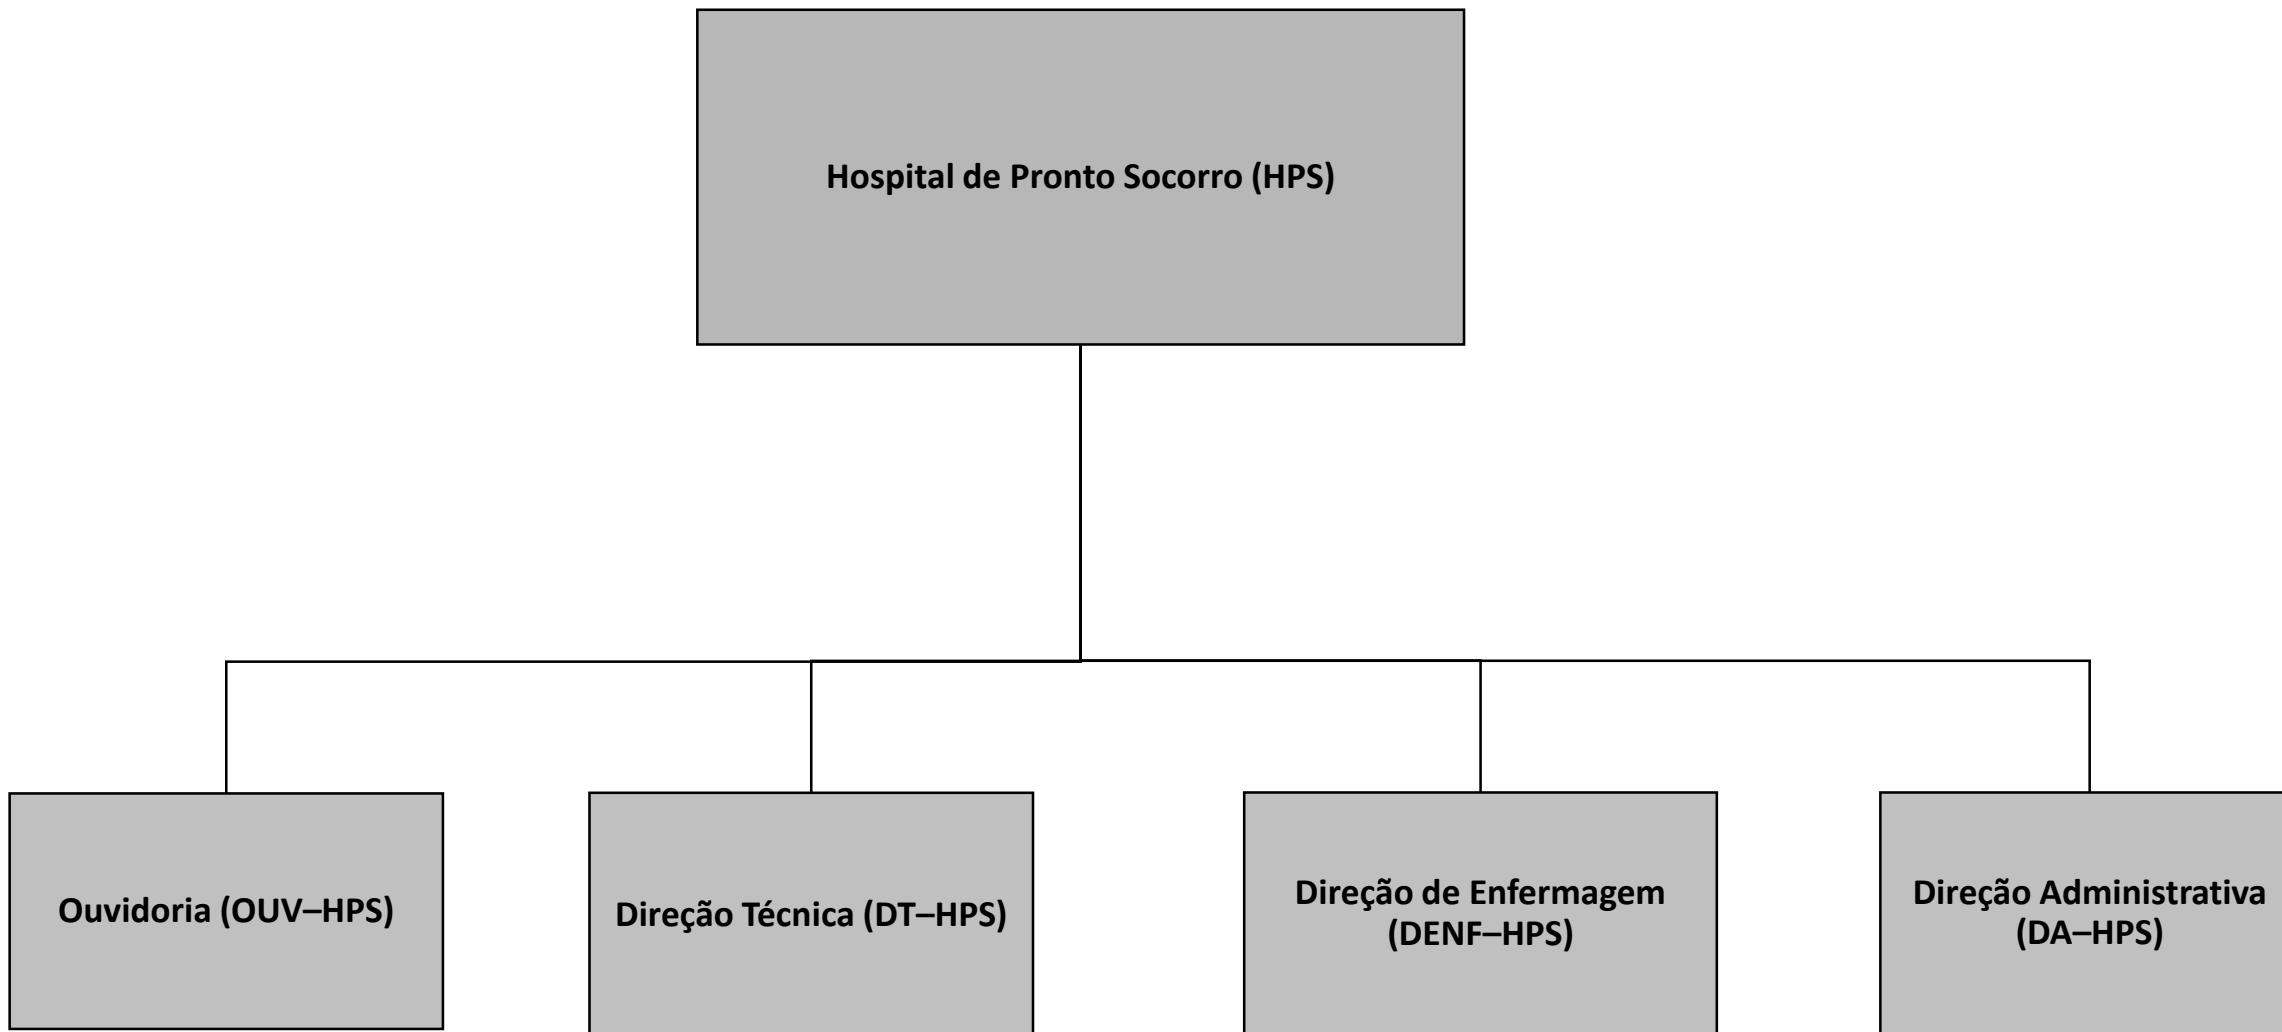 Hospital de Pronto Socorro (HPS)
Ouvidoria (OUV–HPS)
Direção Técnica (DT–HPS)
Direção de Enfermagem
(DENF–HPS)
Direção Administrativa
(DA–HPS)